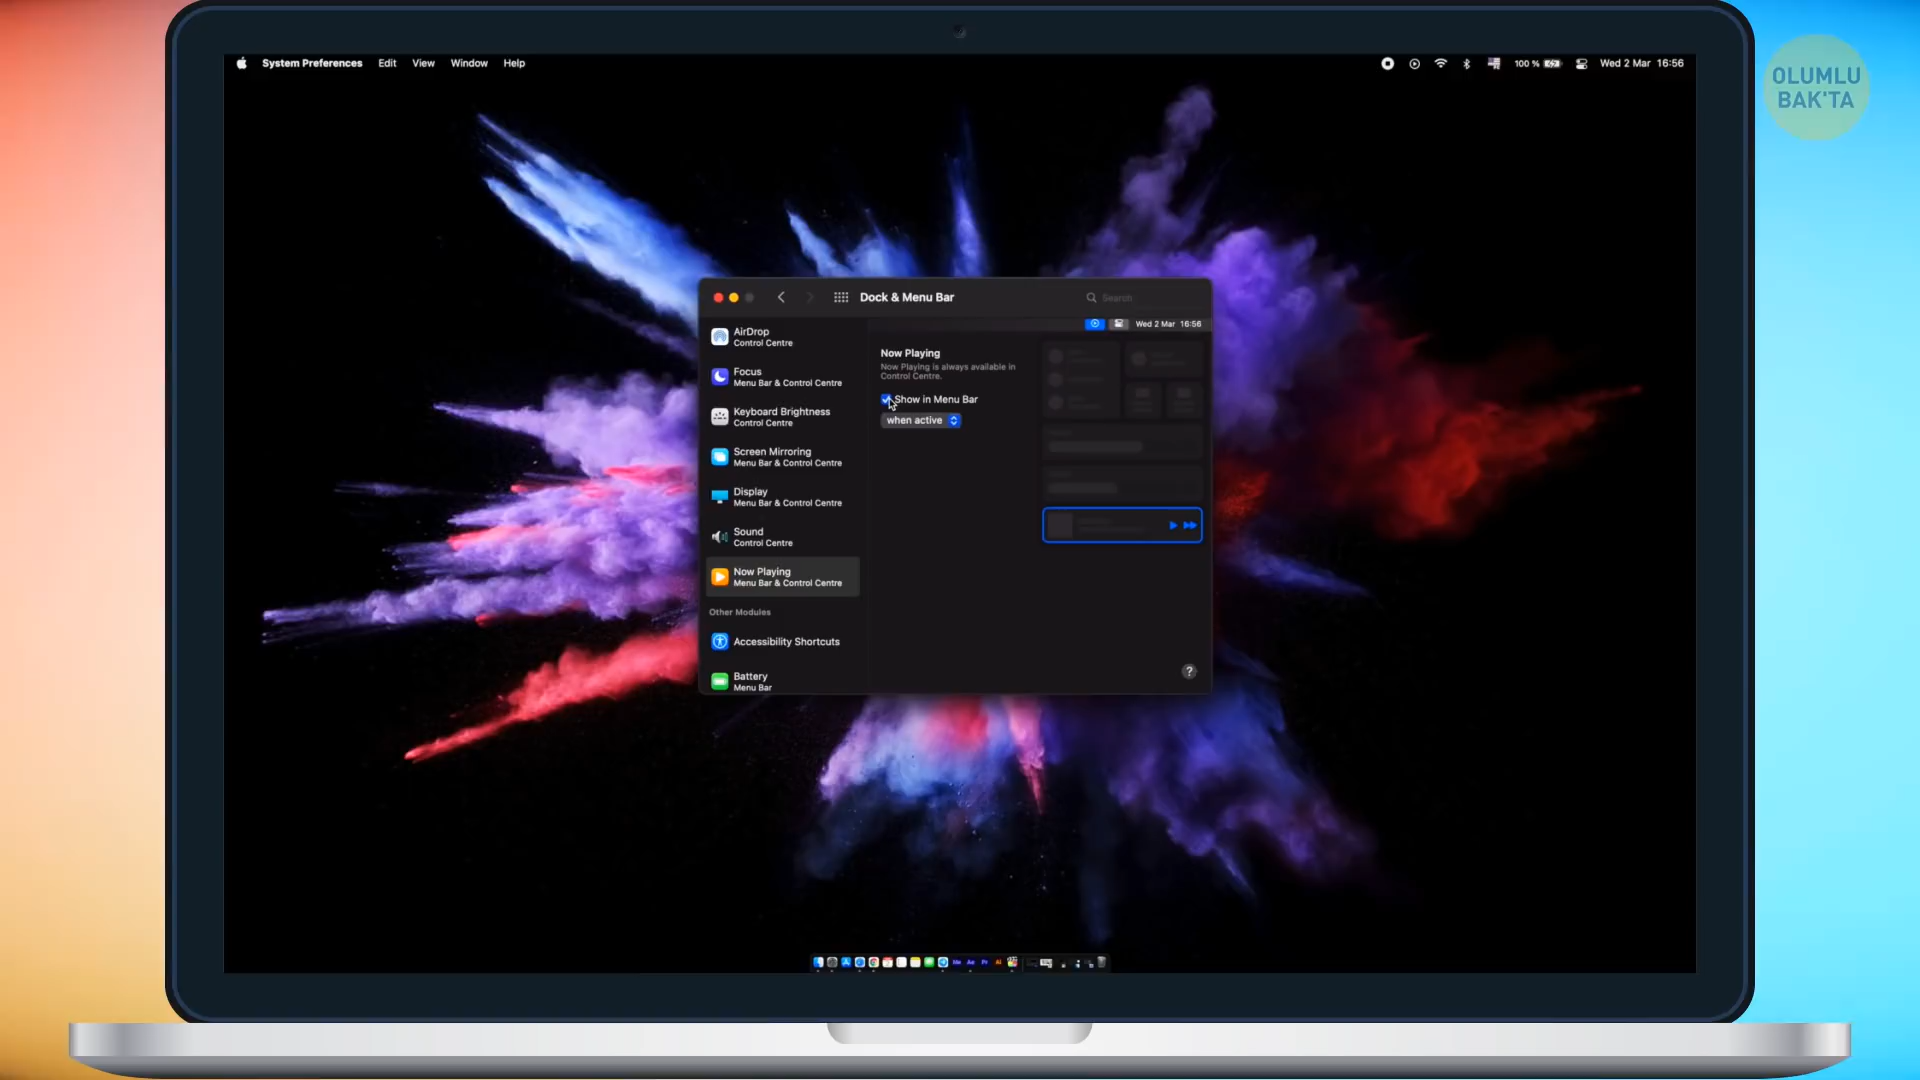 System Preferences Edit View Window Help
100 % Wed 2 Mar 16:56
OLUMLU
BAK'TA
Dock & Menu Bar
Search
Wed 2 Mar 16:56
AirDrop
Control Centre
Focus
Menu Bar & Control Centre
Keyboard Brightness
Control Centre
Screen Mirroring
Menu Bar & Control Centre
Display
Menu Bar & Control Centre
Sound
Control Centre
Now Playing
Menu Bar & Control Centre
Other Modules
Accessibility Shortcuts
Battery
Menu Bar
Now Playing
Now Playing is always available in
Control Centre.
Show in Menu Bar
when active
?
Me Ae Pr Ai